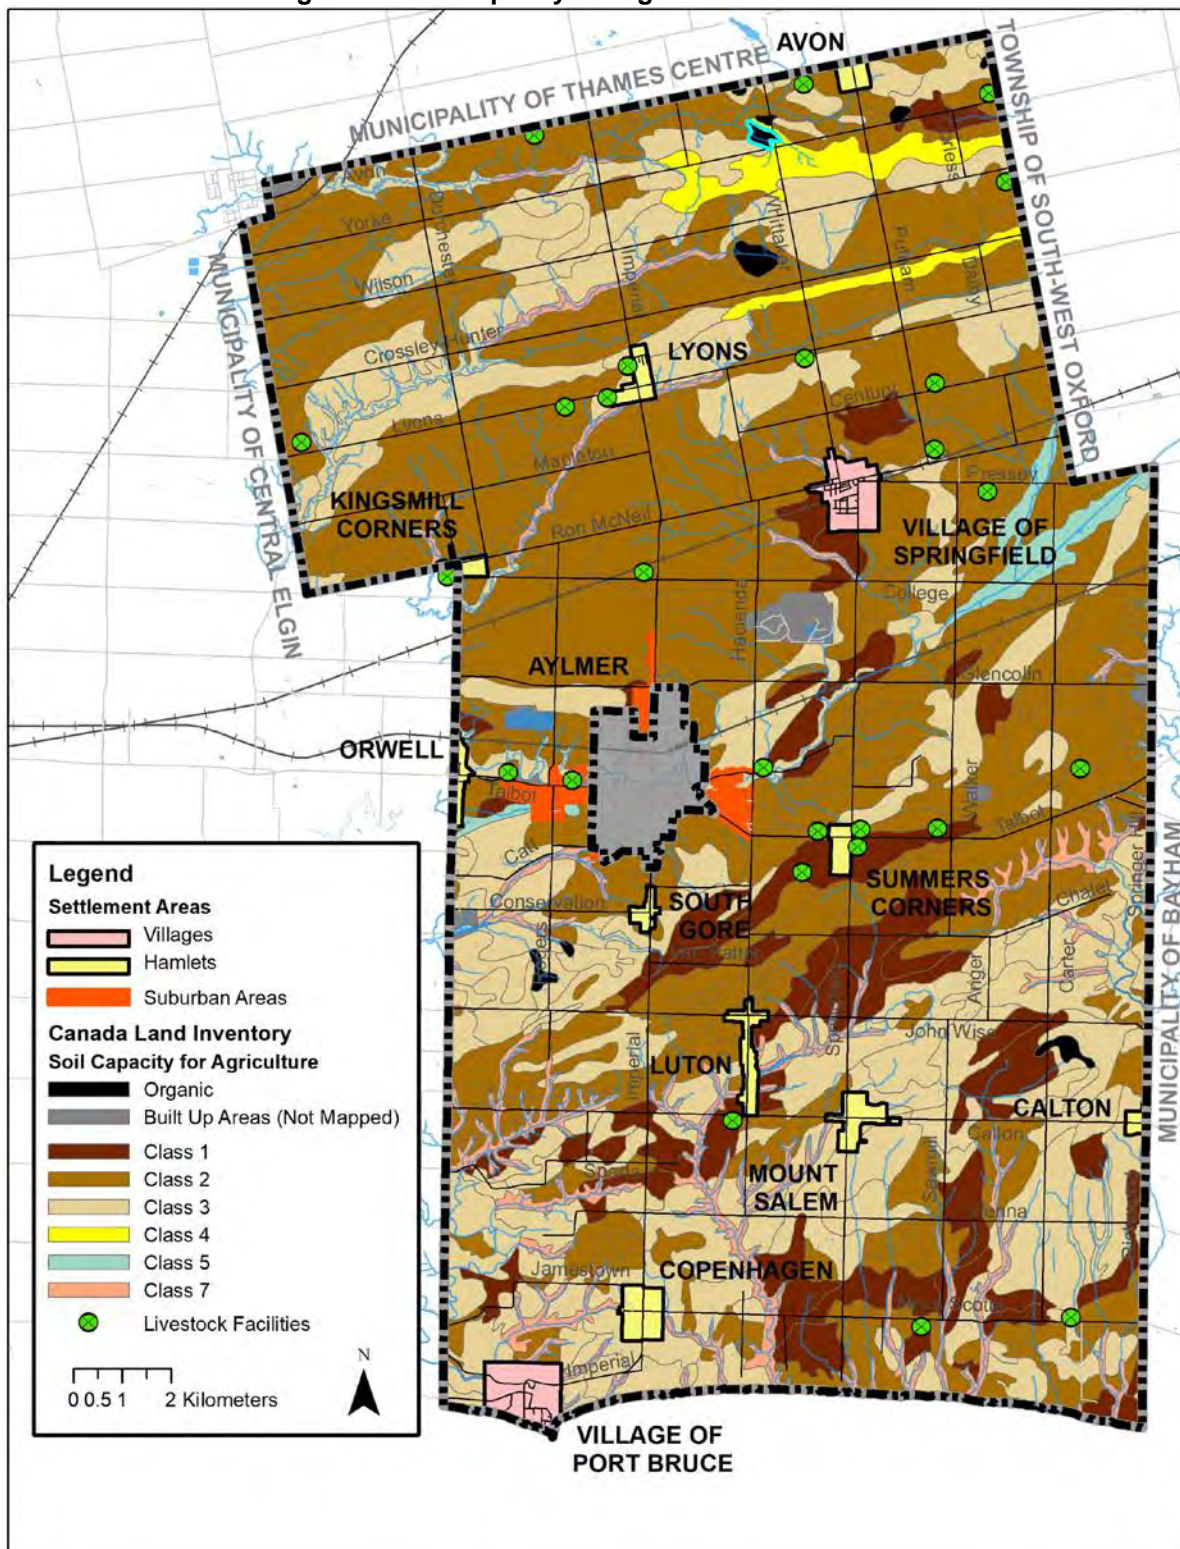 AVON
MUNICIPALITY OF THAMES CENTRE
TOWNSHIP OF SOUTH-WEST OXFORD
MUNICIPALITY OF CENTRAL ELGIN
Avon
Yorke
Wilson
Imperial
Whittaker
Pulham
Crossley Hunter
LYONS
Lyons
Century
Mapleton
KINGSMILL
CORNERS
Ron McNeil
Pressey
VILLAGE OF
SPRINGFIELD
College
Hacienda
AYLMER
Glencolin
ORWELL
Talbot
Walker
Talbot
Springer Hill
MUNICIPALITY OF BAYHAM
SUMMERS
CORNERS
Chalet
Conservation
SOUTH
GORE
Anger
Carter
John Wise
Imperial
LUTON
CALTON
Calton
MOUNT
SALEM
Jamestown
COPENHAGEN
Imperial
VILLAGE OF
PORT BRUCE
Legend
Settlement Areas
Villages
Hamlets
Suburban Areas
Canada Land Inventory
Soil Capacity for Agriculture
Organic
Built Up Areas (Not Mapped)
Class 1
Class 2
Class 3
Class 4
Class 5
Class 7
Livestock Facilities
N
0 0.5 1 2 Kilometers